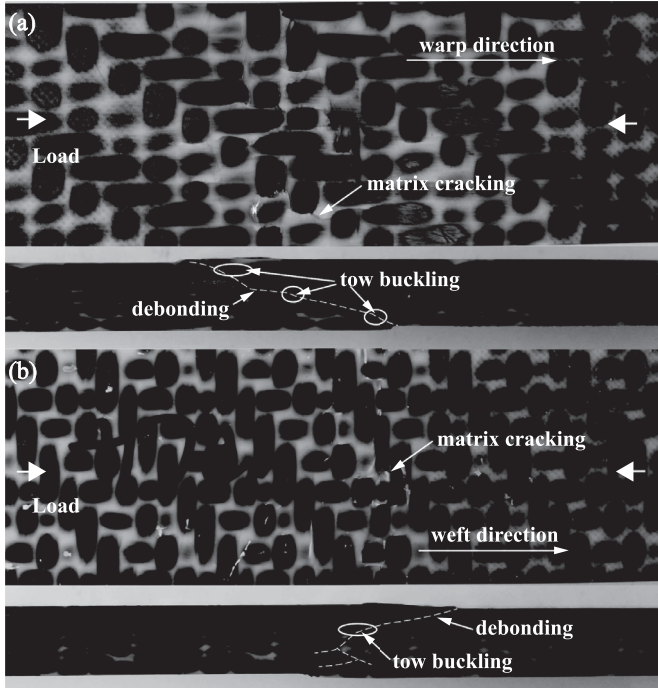 (a)
warp direction
Load
matrix cracking
tow buckling
debonding
(b)
matrix cracking
Load
weft direction
debonding
tow buckling